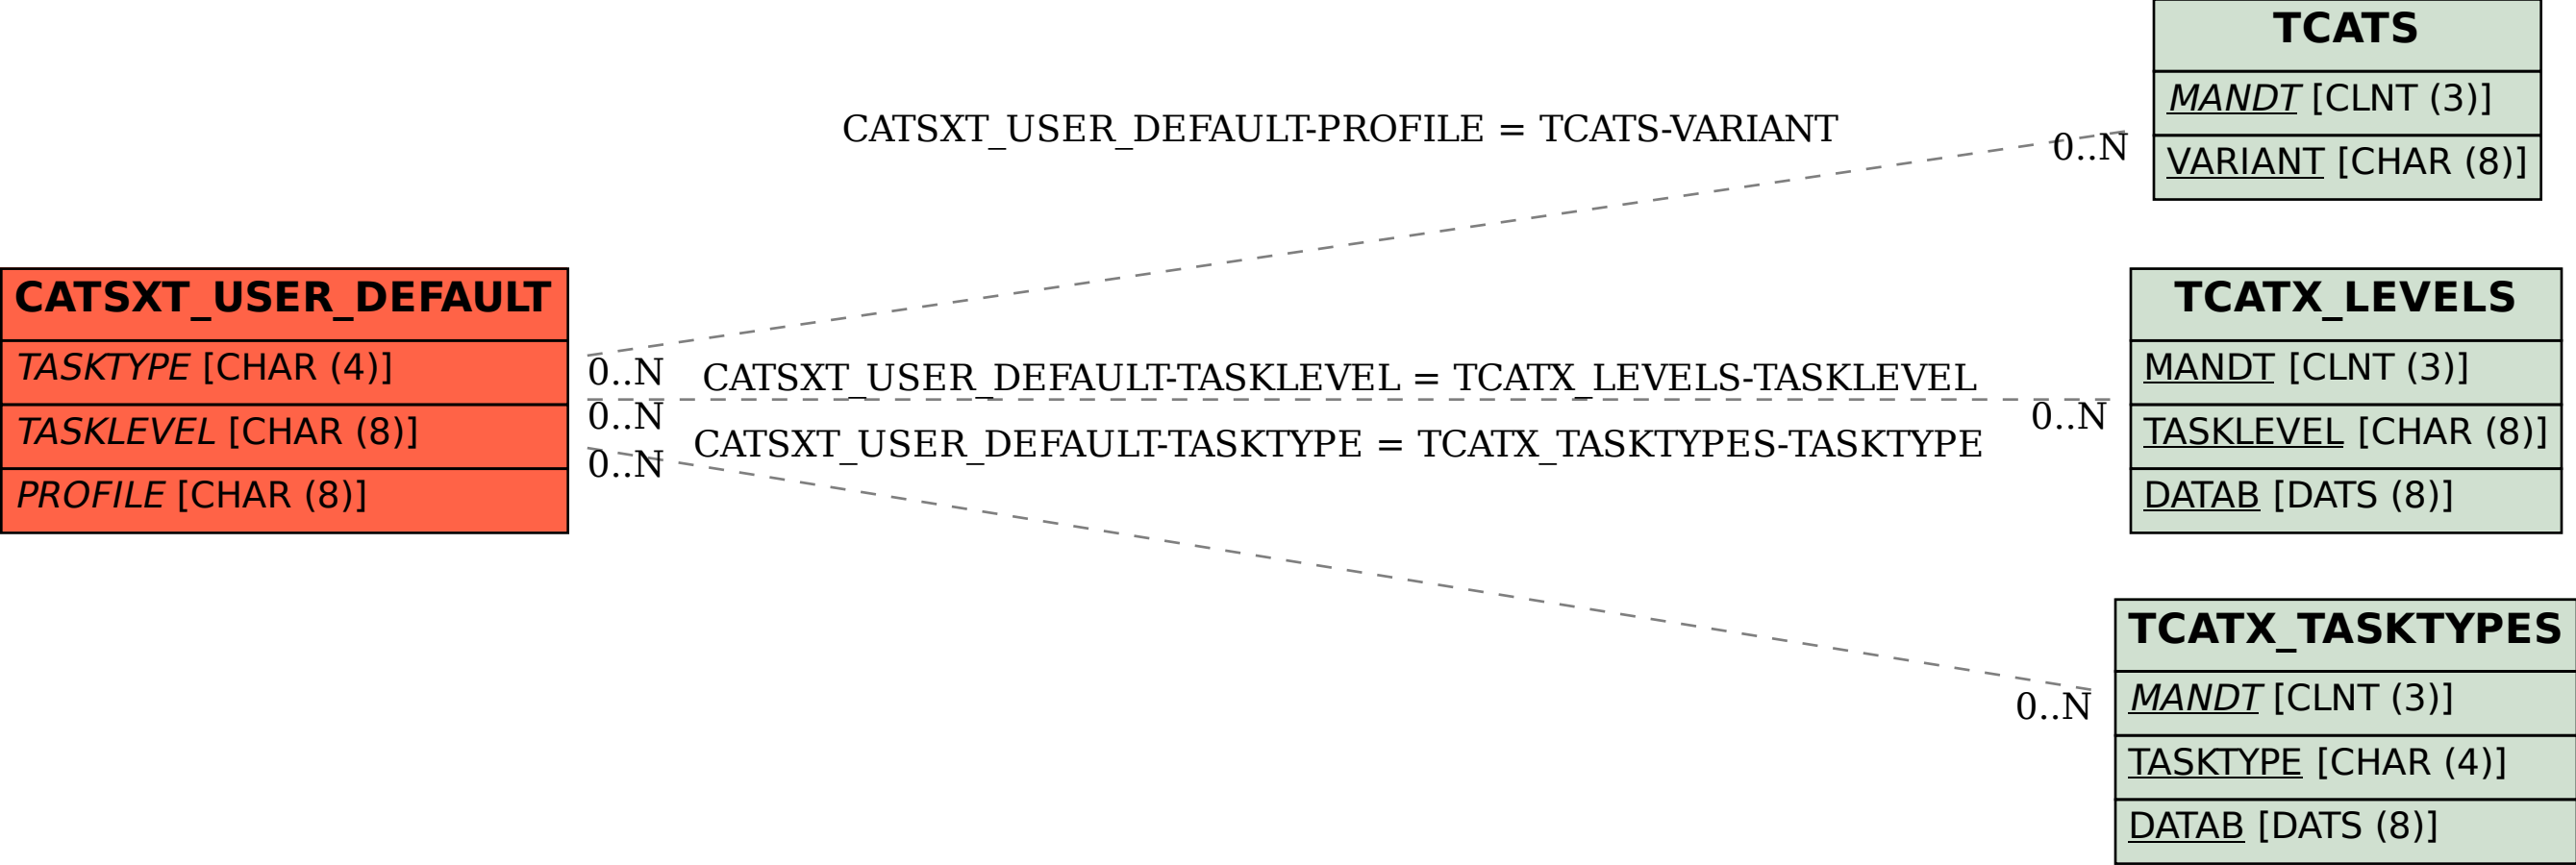 TCATS
MANDT [CLNT (3)]
VARIANT [CHAR (8)]
CATSXT_USER_DEFAULT-PROFILE = TCATS-VARIANT
0..N
0..N
CATSXT_USER_DEFAULT
TASKTYPE [CHAR (4)]
TASKLEVEL [CHAR (8)]
PROFILE [CHAR (8)]
CATSXT_USER_DEFAULT-TASKLEVEL = TCATX_LEVELS-TASKLEVEL
0..N
0..N
TCATX_LEVELS
MANDT [CLNT (3)]
TASKLEVEL [CHAR (8)]
DATAB [DATS (8)]
CATSXT_USER_DEFAULT-TASKTYPE = TCATX_TASKTYPES-TASKTYPE
0..N
0..N
TCATX_TASKTYPES
MANDT [CLNT (3)]
TASKTYPE [CHAR (4)]
DATAB [DATS (8)]